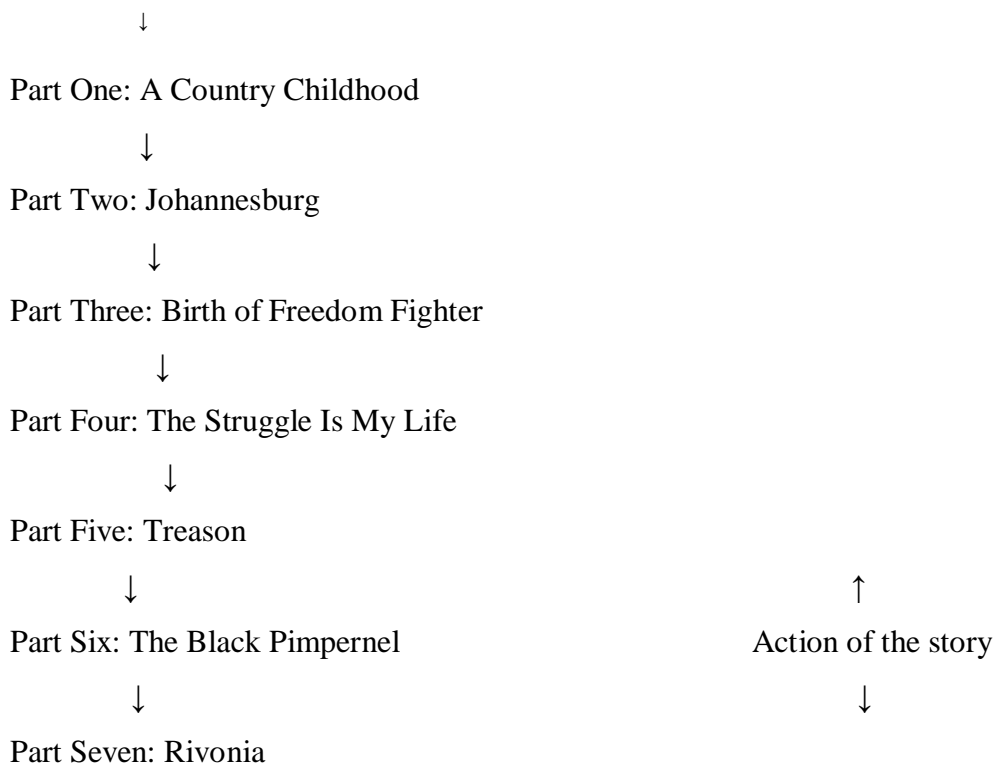 ↓
Part One: A Country Childhood
↓
Part Two: Johannesburg
↓
Part Three: Birth of Freedom Fighter
↓
Part Four: The Struggle Is My Life
↓
Part Five: Treason
↓ ↑
Part Six: The Black Pimpernel Action of the story
↓ ↓
Part Seven: Rivonia